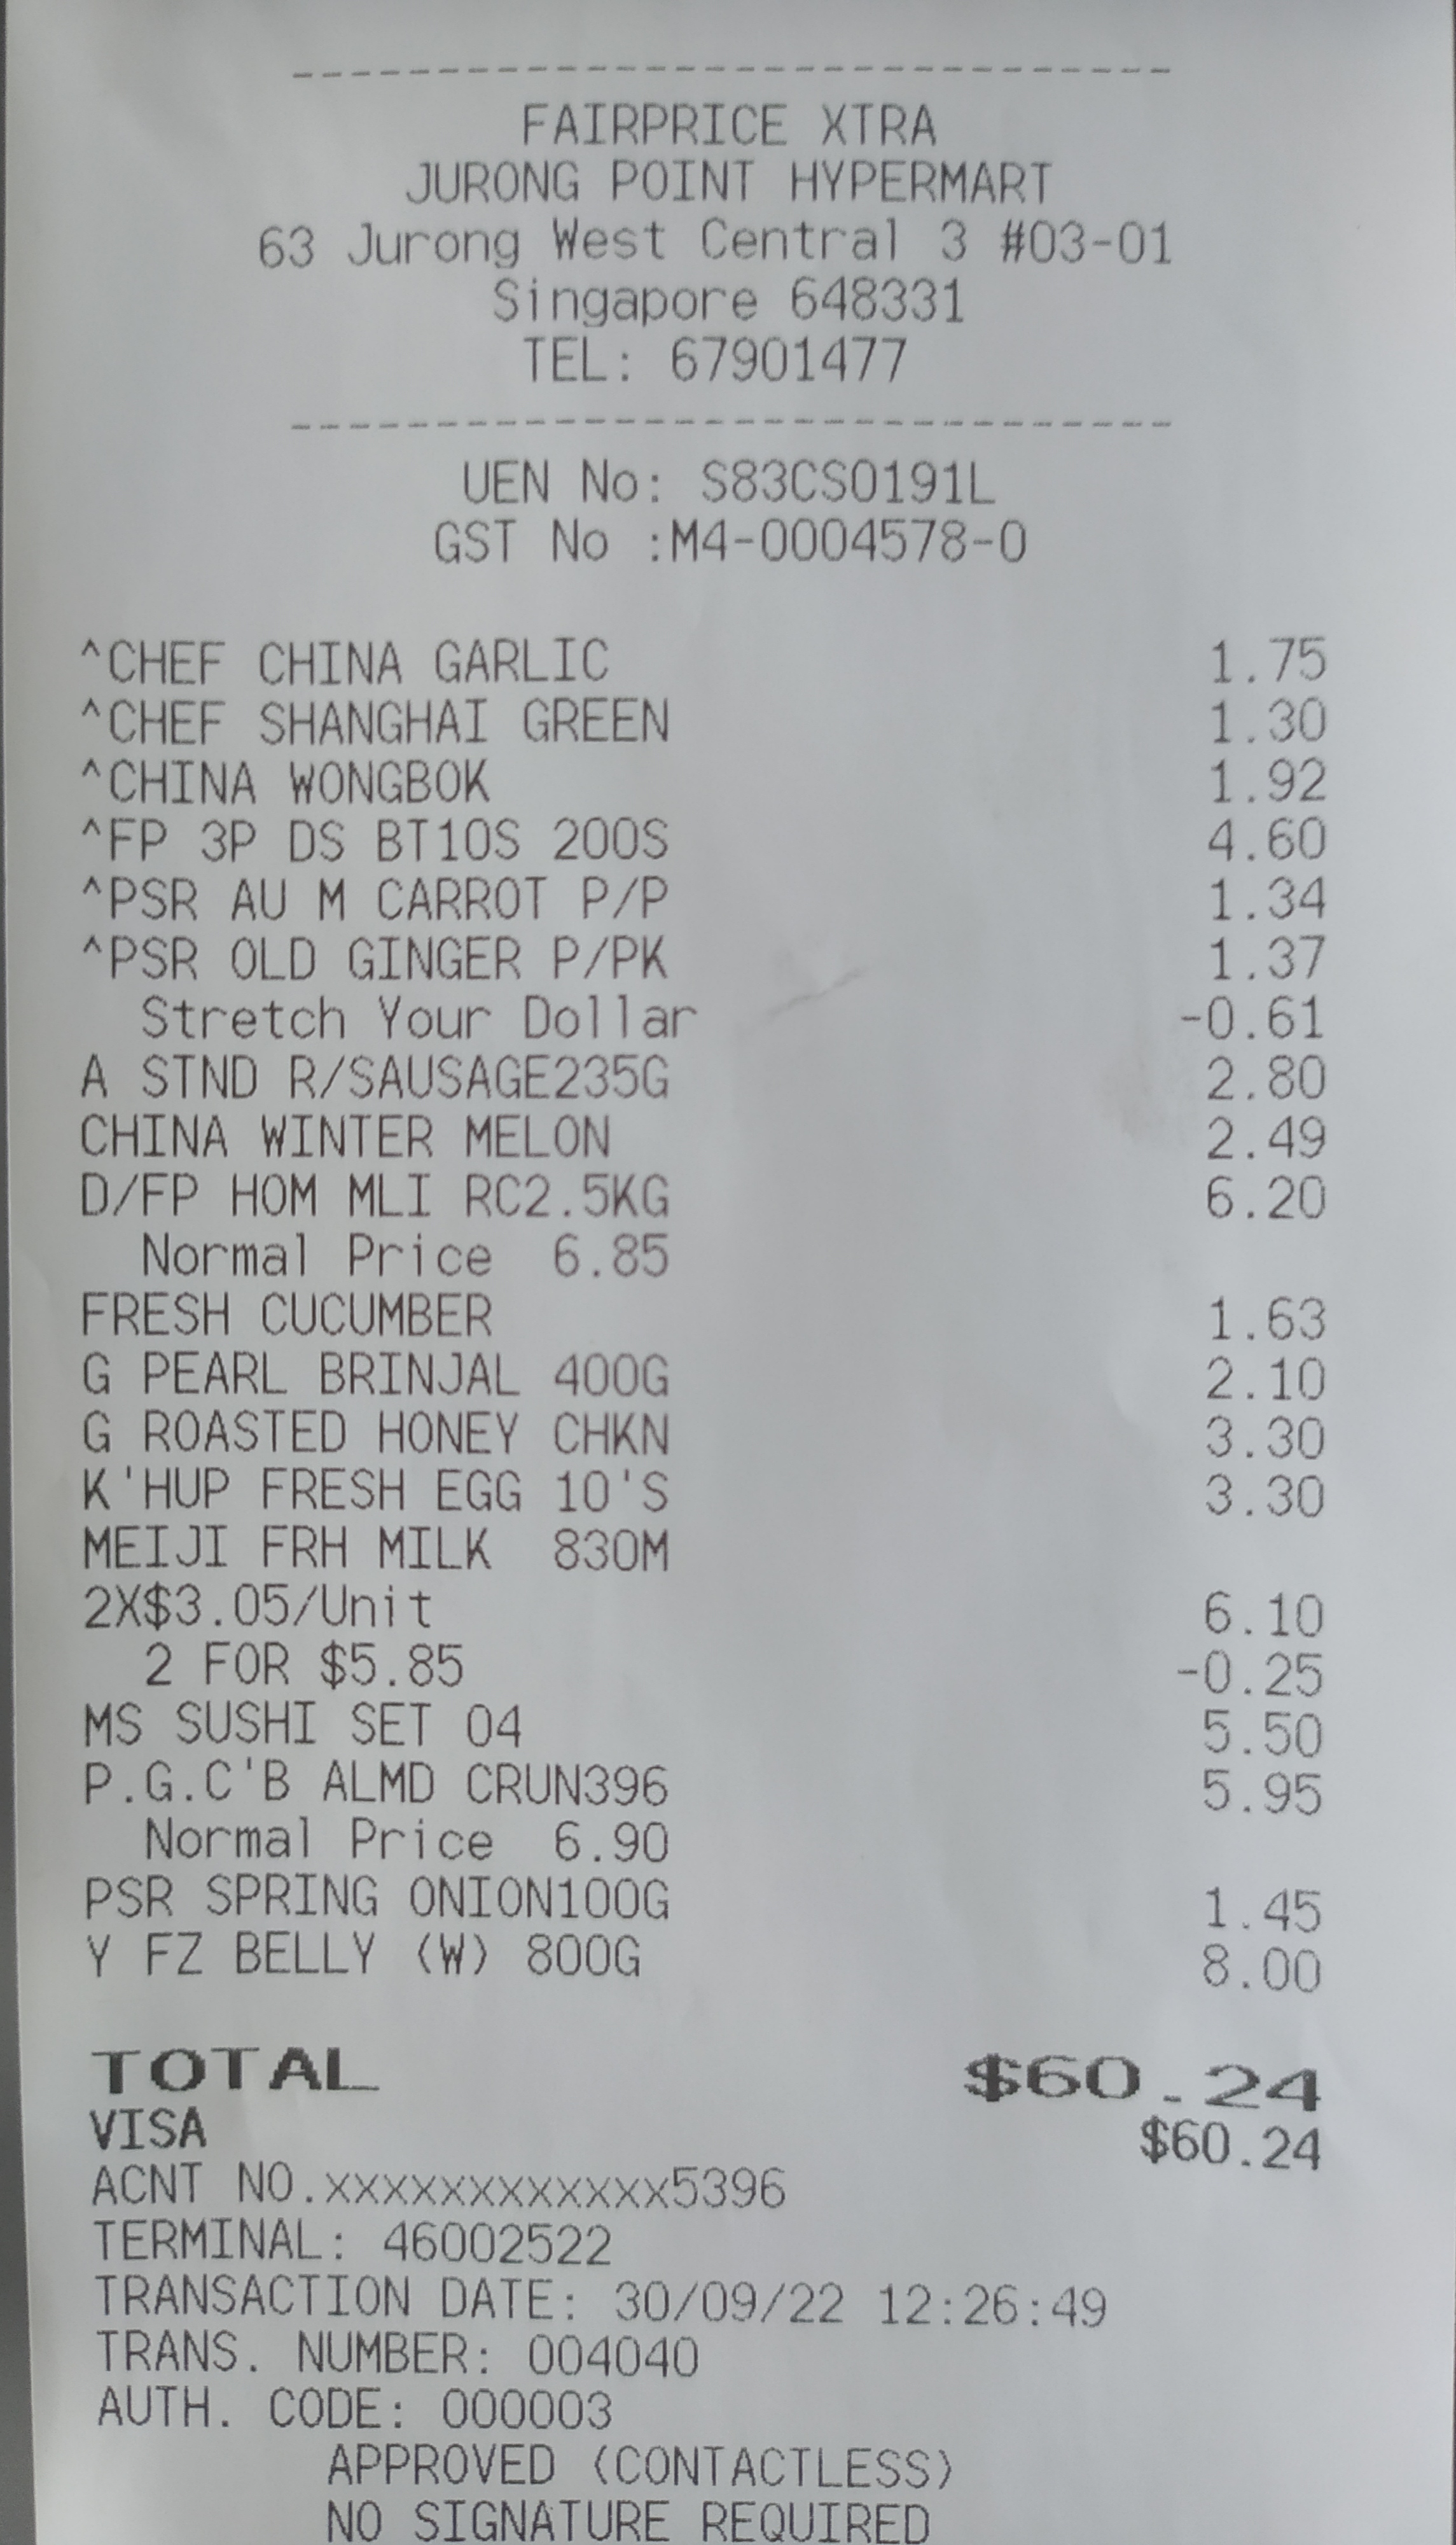 ------------------------------
FAIRPRICE XTRA
JURONG POINT HYPERMART
63 Jurong West Central 3 #03-01
Singapore 648331
TEL: 67901477
------------------------------
UEN No: S83CS0191L
GST No :M4-0004578-0
^CHEF CHINA GARLIC 1.75
^CHEF SHANGHAI GREEN 1.30
^CHINA WONGBOK 1.92
^FP 3P DS BT10S 200S 4.60
^PSR AU M CARROT P/P 1.34
^PSR OLD GINGER P/PK 1.37
Stretch Your Dollar -0.61
A STND R/SAUSAGE235G 2.80
CHINA WINTER MELON 2.49
D/FP HOM MLI RC2.5KG 6.20
Normal Price 6.85
FRESH CUCUMBER 1.63
G PEARL BRINJAL 400G 2.10
G ROASTED HONEY CHKN 3.30
K'HUP FRESH EGG 10'S 3.30
MEIJI FRH MILK 830M
2X$3.05/Unit 6.10
2 FOR $5.85 -0.25
MS SUSHI SET 04 5.50
P.G.C'B ALMD CRUN396 5.95
Normal Price 6.90
PSR SPRING ONION100G 1.45
Y FZ BELLY (W) 800G 8.00
TOTAL $60.24
VISA $60.24
ACNT NO.xxxxxxxxxxxx5396
TERMINAL: 46002522
TRANSACTION DATE: 30/09/22 12:26:49
TRANS. NUMBER: 004040
AUTH. CODE: 000003
APPROVED (CONTACTLESS)
NO SIGNATURE REQUIRED